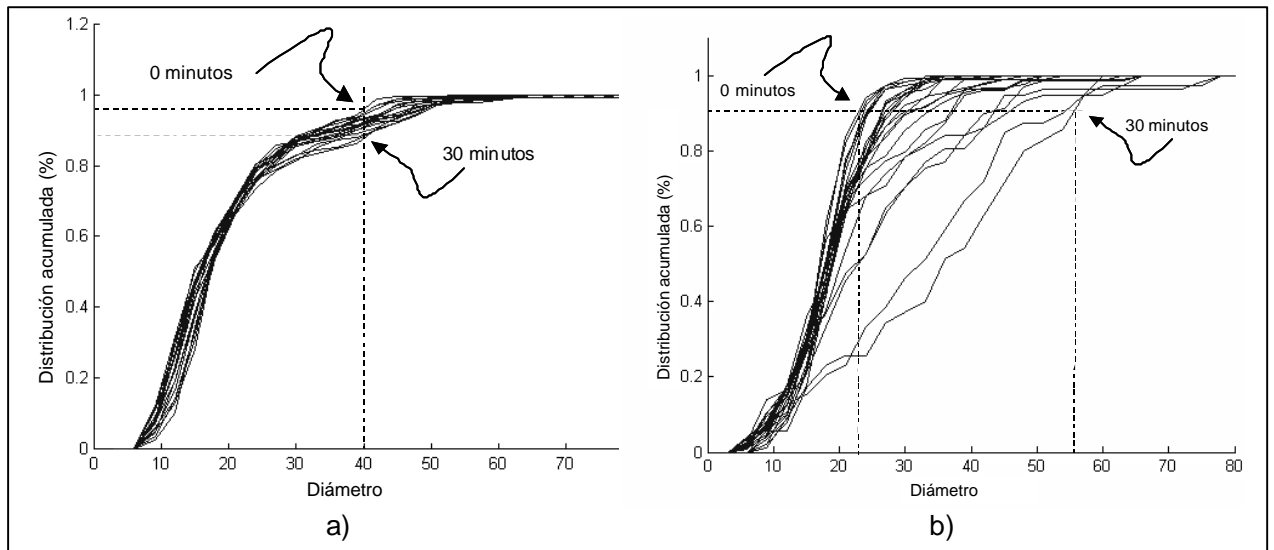 1.2
1
0.8
0.6
0.4
0.2
0
0 minutos
30 minutos
Distribución acumulada (%)
0 10 20 30 40 50 60 70
Diámetro
a)
1
0.8
0.6
0.4
0.2
0
0 minutos
30 minutos
Distribución acumulada (%)
0 10 20 30 40 50 60 70 80
Diámetro
b)